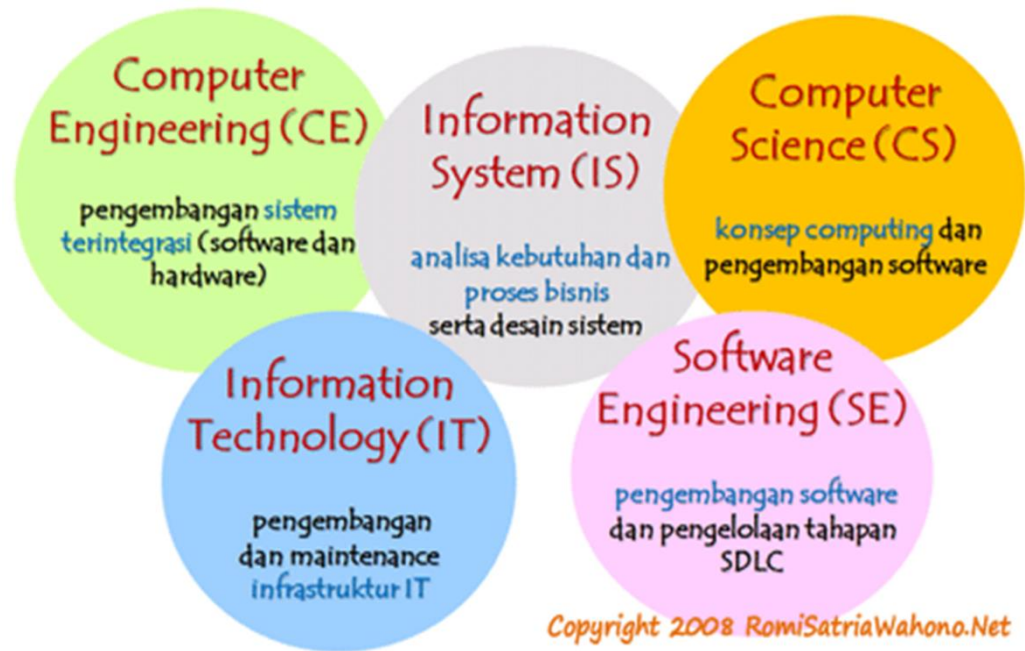 Computer
Engineering (CE)
pengembangan sistem
terintegrasi (software dan
hardware)
Information
System (IS)
analisa kebutuhan dan
proses bisnis
serta desain sistem
Computer
Science (CS)
konsep computing dan
pengembangan software
Information
Technology (IT)
pengembangan
dan maintenance
infrastruktur IT
Software
Engineering (SE)
pengembangan software
dan pengelolaan tahapan
SDLC
Copyright 2008 RomiSatriaWahono.Net